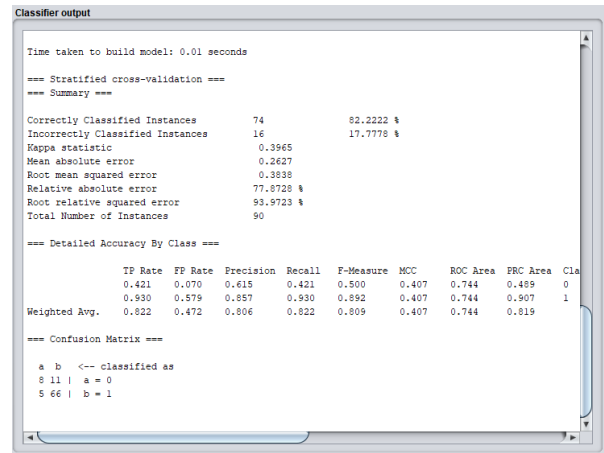 Classifier output
Time taken to build model: 0.01 seconds
=== Stratified cross-validation ===
=== Summary ===
Correctly Classified Instances 74 82.2222 %
Incorrectly Classified Instances 16 17.7778 %
Kappa statistic 0.3965
Mean absolute error 0.2627
Root mean squared error 0.3838
Relative absolute error 77.8728 %
Root relative squared error 93.9723 %
Total Number of Instances 90
=== Detailed Accuracy By Class ===
TP Rate FP Rate Precision Recall F-Measure MCC ROC Area PRC Area Cla
0.421 0.070 0.615 0.421 0.500 0.407 0.744 0.489 0
0.930 0.579 0.857 0.930 0.892 0.407 0.744 0.907 1
Weighted Avg. 0.822 0.472 0.806 0.822 0.809 0.407 0.744 0.819
=== Confusion Matrix ===
a b <-- classified as
8 11 | a = 0
5 66 | b = 1